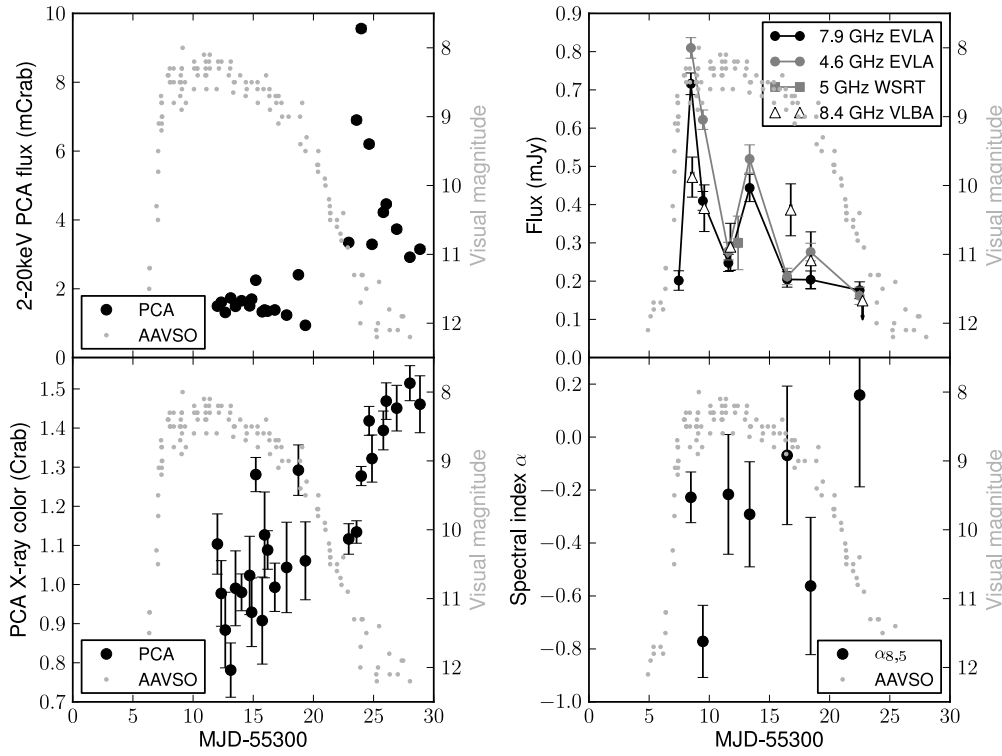 2-20keV PCA flux (mCrab)
10
8
6
4
2
0
8
9
10
11
12
Visual magnitude
PCA
AAVSO
Flux (mJy)
0.9
0.8
0.7
0.6
0.5
0.4
0.3
0.2
0.1
0.0
8
9
10
11
12
Visual magnitude
7.9 GHz EVLA
4.6 GHz EVLA
5 GHz WSRT
8.4 GHz VLBA
PCA X-ray color (Crab)
1.5
1.4
1.3
1.2
1.1
1.0
0.9
0.8
0.7
8
9
10
11
12
Visual magnitude
PCA
AAVSO
0 5 10 15 20 25 30
MJD-55300
Spectral index α
0.2
0.0
−0.2
−0.4
−0.6
−0.8
−1.0
8
9
10
11
12
Visual magnitude
α8,5
AAVSO
0 5 10 15 20 25 30
MJD-55300